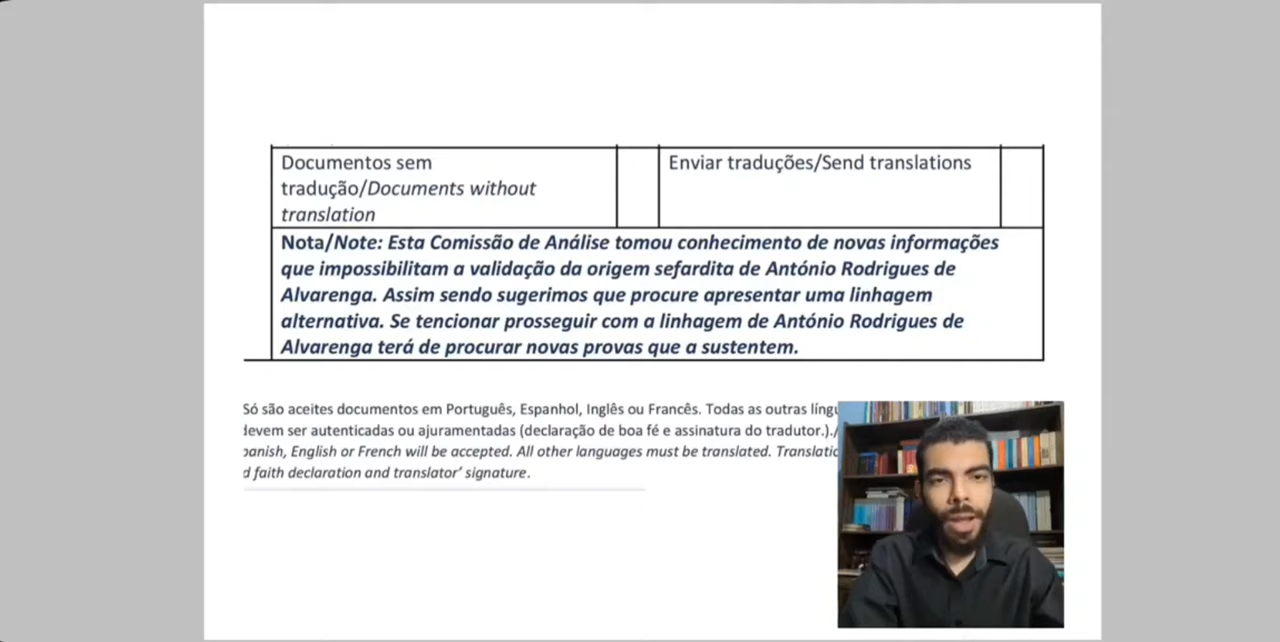 Documentos sem
tradução/Documents without
translation
Enviar traduções/Send translations
Nota/Note: Esta Comissão de Análise tomou conhecimento de novas informações
que impossibilitam a validação da origem sefardita de António Rodrigues de
Alvarenga. Assim sendo sugerimos que procure apresentar uma linhagem
alternativa. Se tencionar prosseguir com a linhagem de António Rodrigues de
Alvarenga terá de procurar novas provas que a sustentem.
Só são aceites documentos em Português, Espanhol, Inglês ou Francês. Todas as outras
devem ser autenticadas ou ajuramentadas (declaração de boa fé e assinatura do tradutor.)./
English or French will be accepted. All other languages must be translated.
faith declaration and translator’ signature.